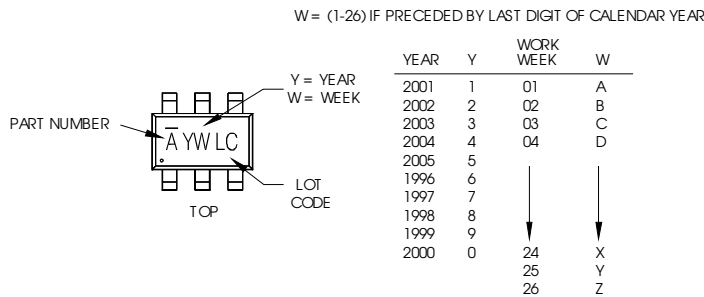 W = (1-26) IF PRECEDED BY LAST DIGIT OF CALENDAR YEAR
Y = YEAR
W = WEEK
PART NUMBER
A̅ YW LC
LOT
CODE
TOP
YEAR Y WORK WEEK W
2001 1 01 A
2002 2 02 B
2003 3 03 C
2004 4 04 D
2005 5
1996 6
1997 7
1998 8
1999 9
2000 0 24 X
25 Y
26 Z